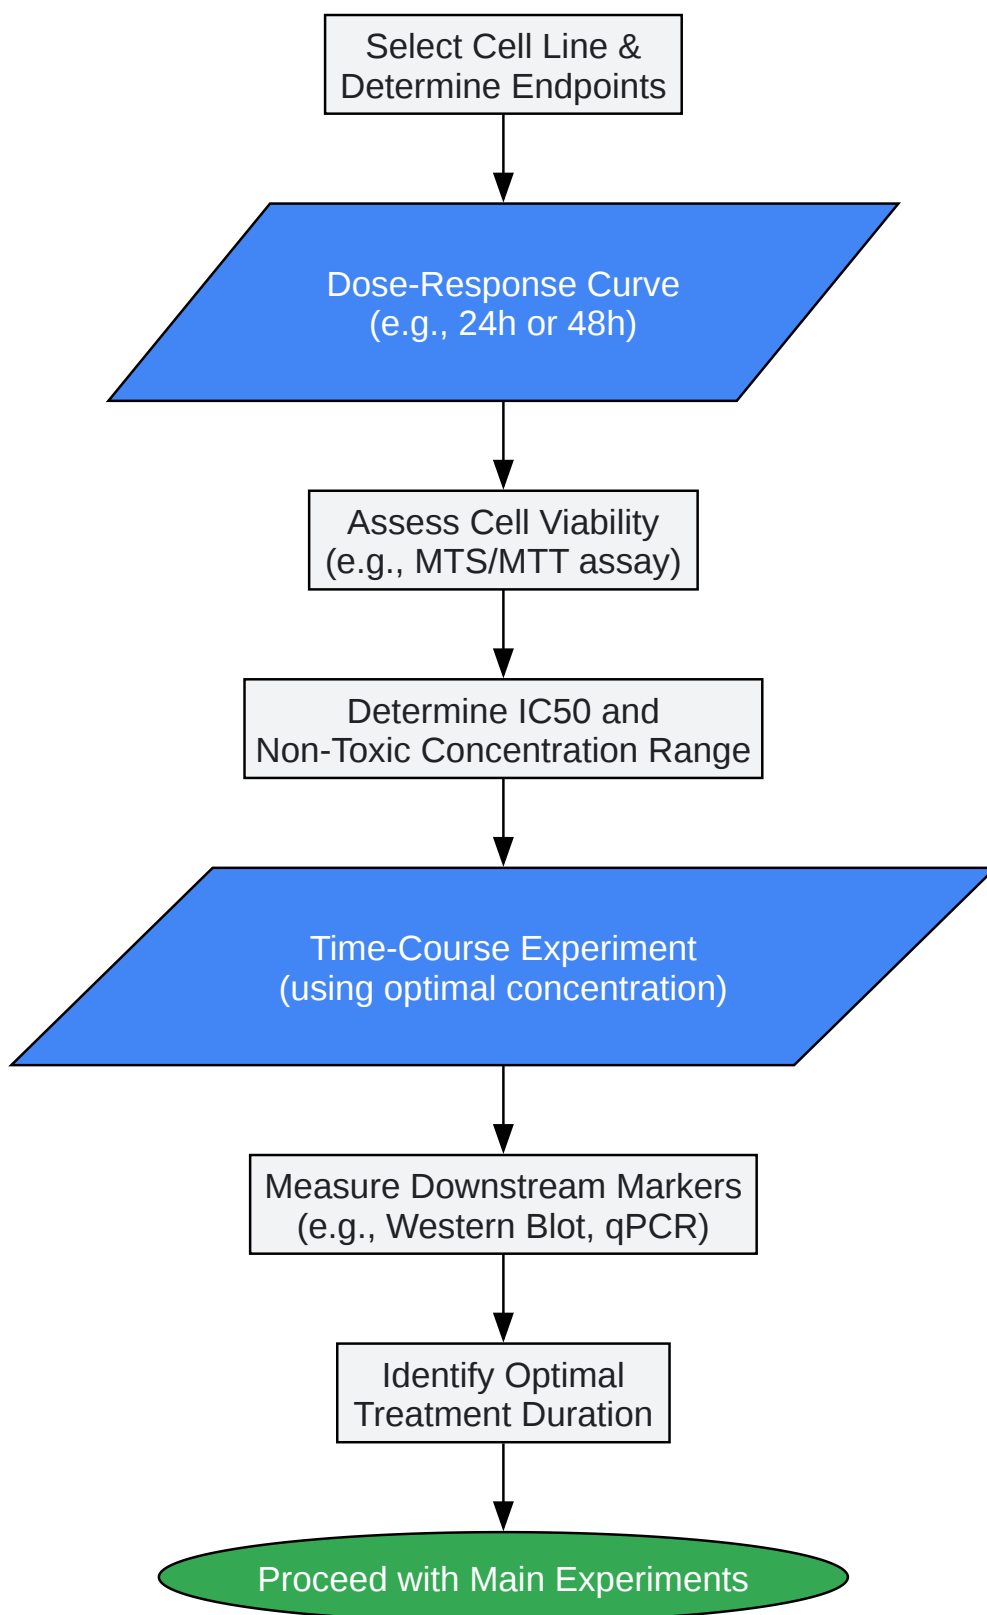 Select Cell Line &
Determine Endpoints
Dose-Response Curve
(e.g., 24h or 48h)
Assess Cell Viability
(e.g., MTS/MTT assay)
Determine IC50 and
Non-Toxic Concentration Range
Time-Course Experiment
(using optimal concentration)
Measure Downstream Markers
(e.g., Western Blot, qPCR)
Identify Optimal
Treatment Duration
Proceed with Main Experiments